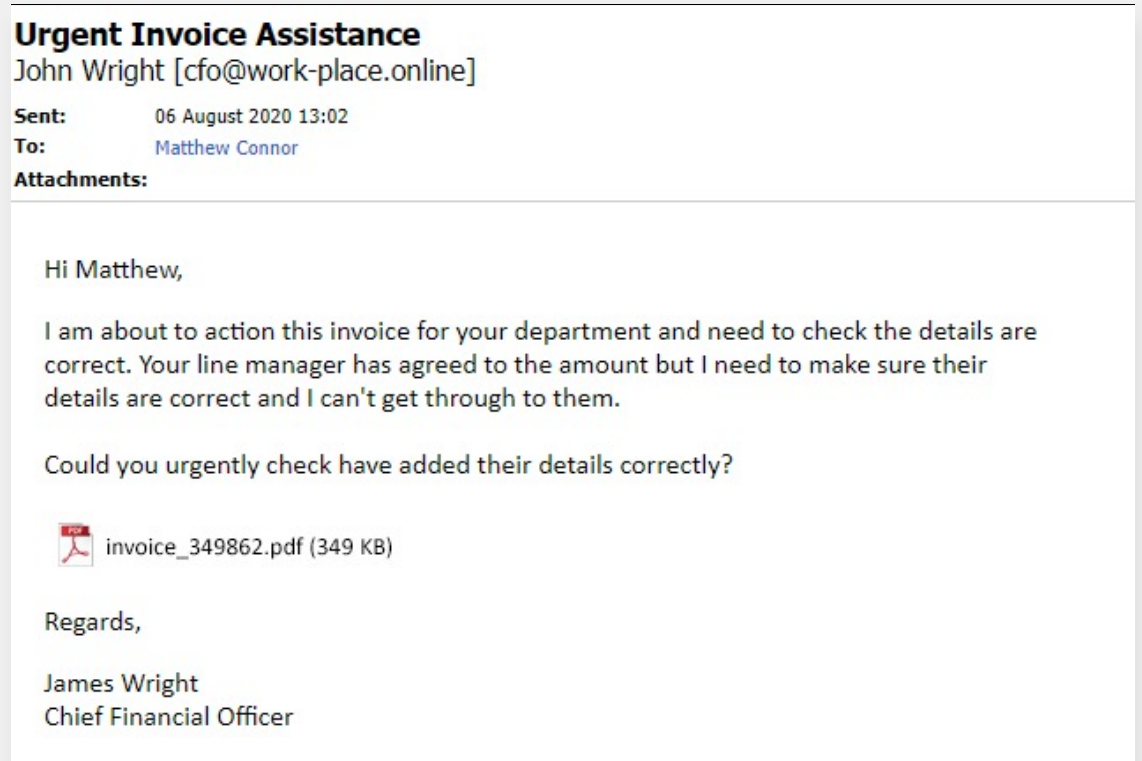 Urgent Invoice Assistance
John Wright [cfo@work-place.online]
Sent: 06 August 2020 13:02
To: Matthew Connor
Attachments:
Hi Matthew,
I am about to action this invoice for your department and need to check the details are
correct. Your line manager has agreed to the amount but I need to make sure their
details are correct and I can't get through to them.
Could you urgently check have added their details correctly?
PDF
invoice_349862.pdf (349 KB)
Regards,
James Wright
Chief Financial Officer